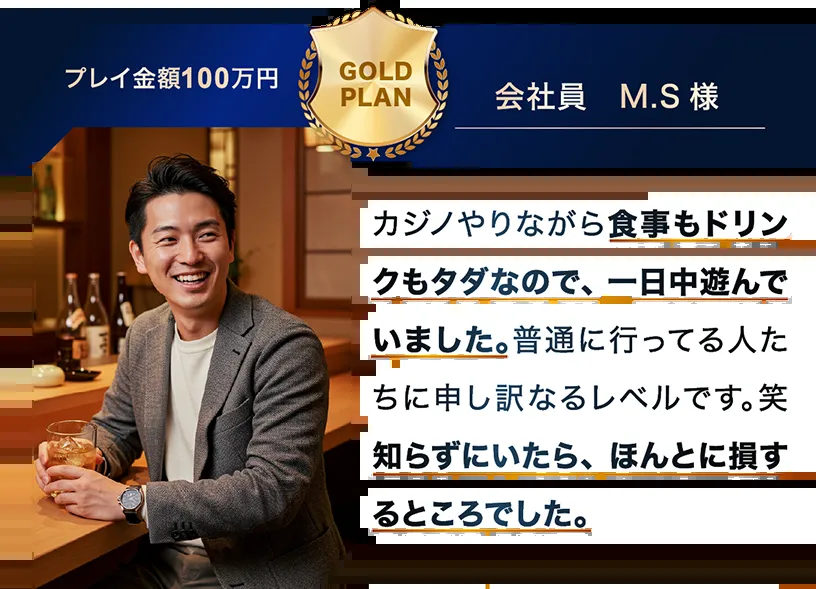 プレイ金額100万円
GOLD
PLAN
会社員　M.S 様
カジノやりながら食事もドリン
クもタダなので、一日中遊んで
いました。普通に行ってる人た
ちに申し訳なるレベルです。笑
知らずにいたら、ほんとに損す
るところでした。